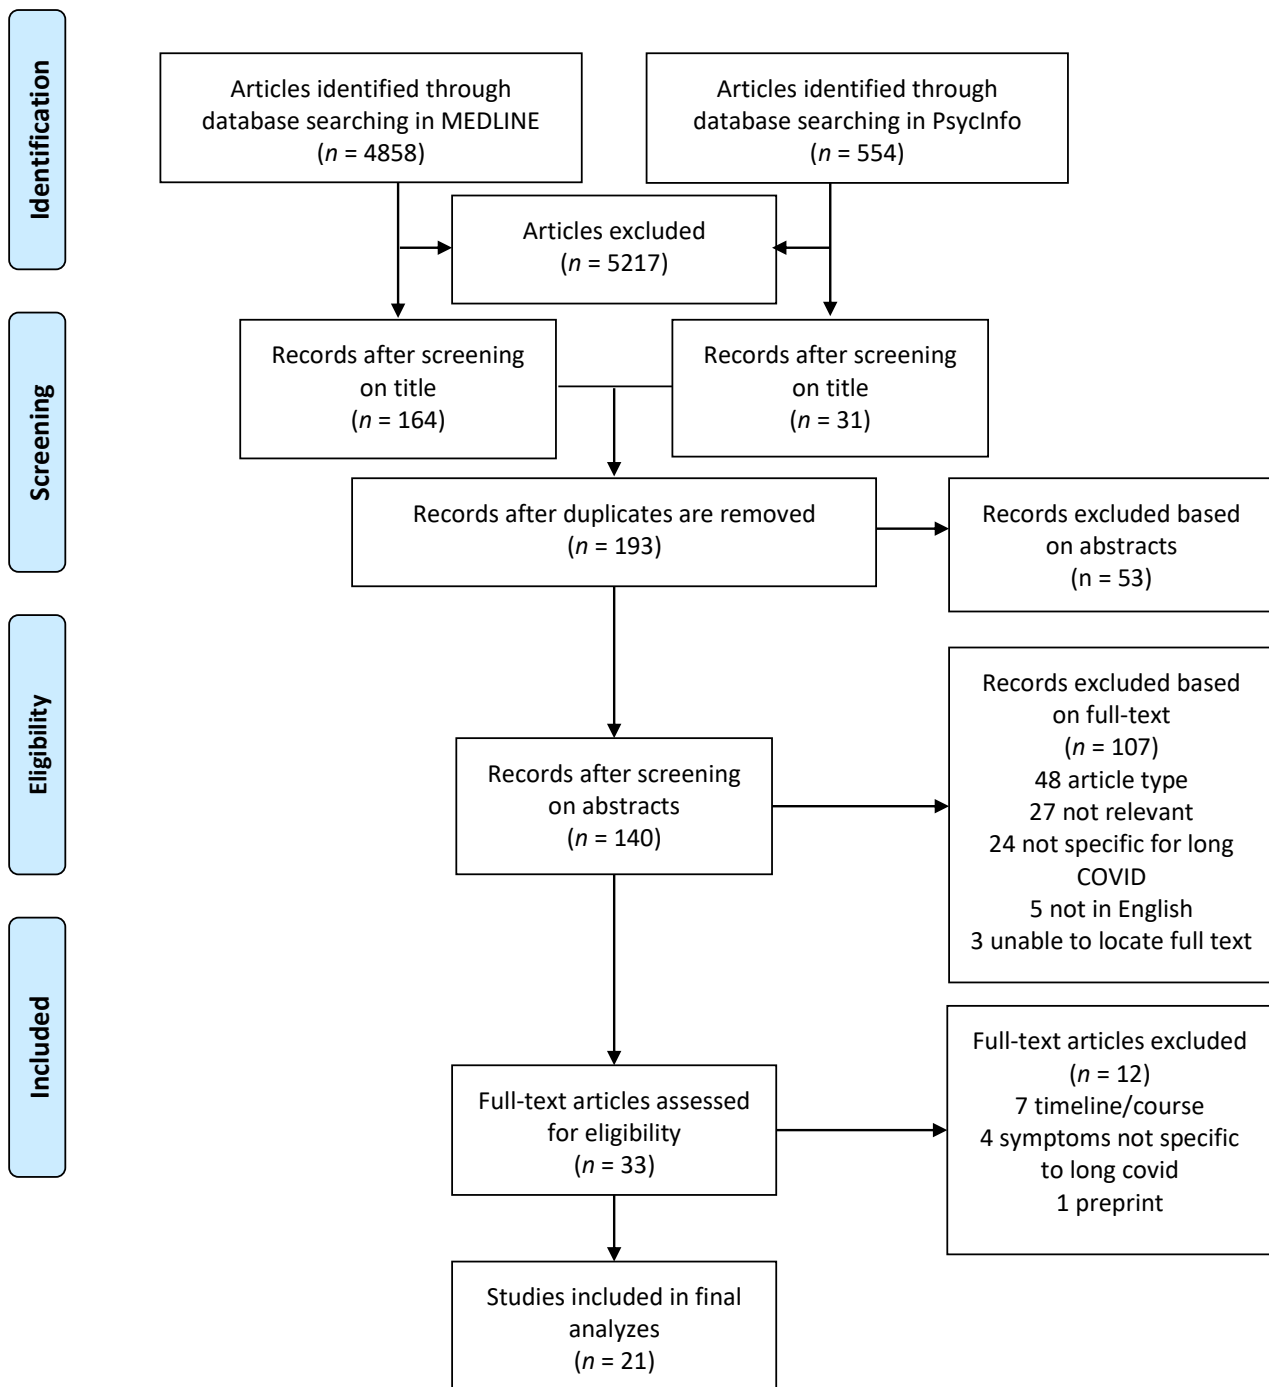 Identification
Articles identified through
database searching in MEDLINE
(n = 4858)
Articles identified through
database searching in PsycInfo
(n = 554)
Articles excluded
(n = 5217)
Screening
Records after screening
on title
(n = 164)
Records after screening
on title
(n = 31)
Records after duplicates are removed
(n = 193)
Records excluded based
on abstracts
(n = 53)
Eligibility
Records after screening
on abstracts
(n = 140)
Records excluded based
on full-text
(n = 107)
48 article type
27 not relevant
24 not specific for long
COVID
5 not in English
3 unable to locate full text
Included
Full-text articles assessed
for eligibility
(n = 33)
Full-text articles excluded
(n = 12)
7 timeline/course
4 symptoms not specific
to long covid
1 preprint
Studies included in final
analyzes
(n = 21)